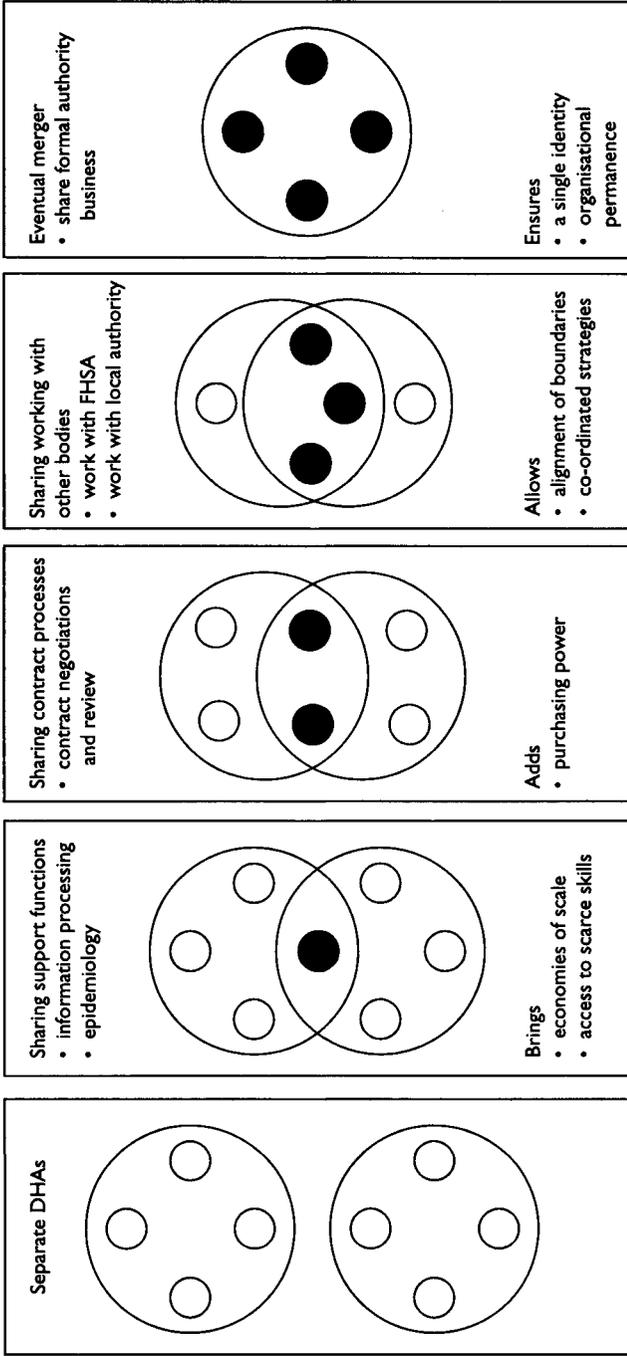 Separate DHAs
Sharing support functions
• information processing
• epidemiology
Brings
• economies of scale
• access to scarce skills
Sharing contract processes
• contract negotiations
and review
Adds
• purchasing power
Sharing working with
other bodies
• work with FHSA
• work with local authority
Allows
• alignment of boundaries
• co-ordinated strategies
Eventual merger
• share formal authority
business
Ensures
• a single identity
• organisational
permanence